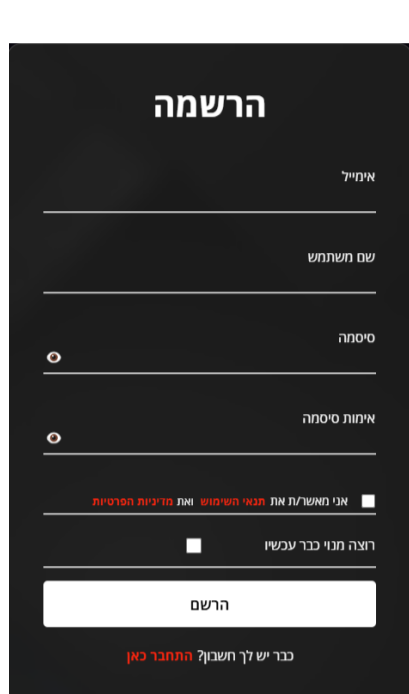 הרשמה
אימייל
שם משתמש
סיסמה
אימות סיסמה
אני מאשר/ת את תנאי השימוש ואת מדיניות הפרטיות
רוצה מנוי כבר עכשיו
הרשם
כבר יש לך חשבון? התחבר כאן